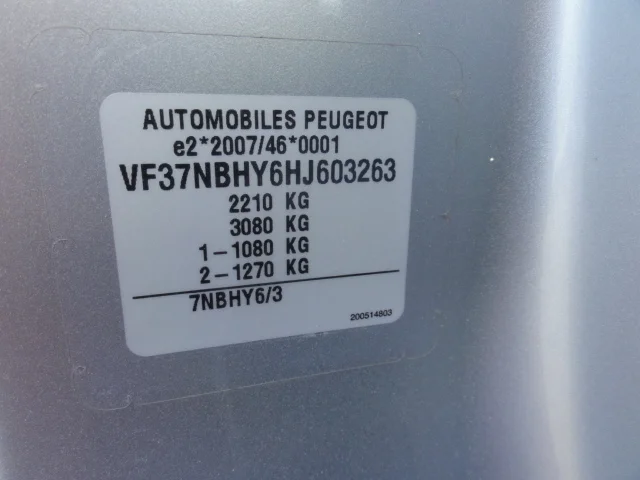 AUTOMOBILES PEUGEOT
e2*2007/46*0001
VF37NBHY6HJ603263
2210 KG
3080 KG
1-1080 KG
2-1270 KG
7NBHY6/3
200514803